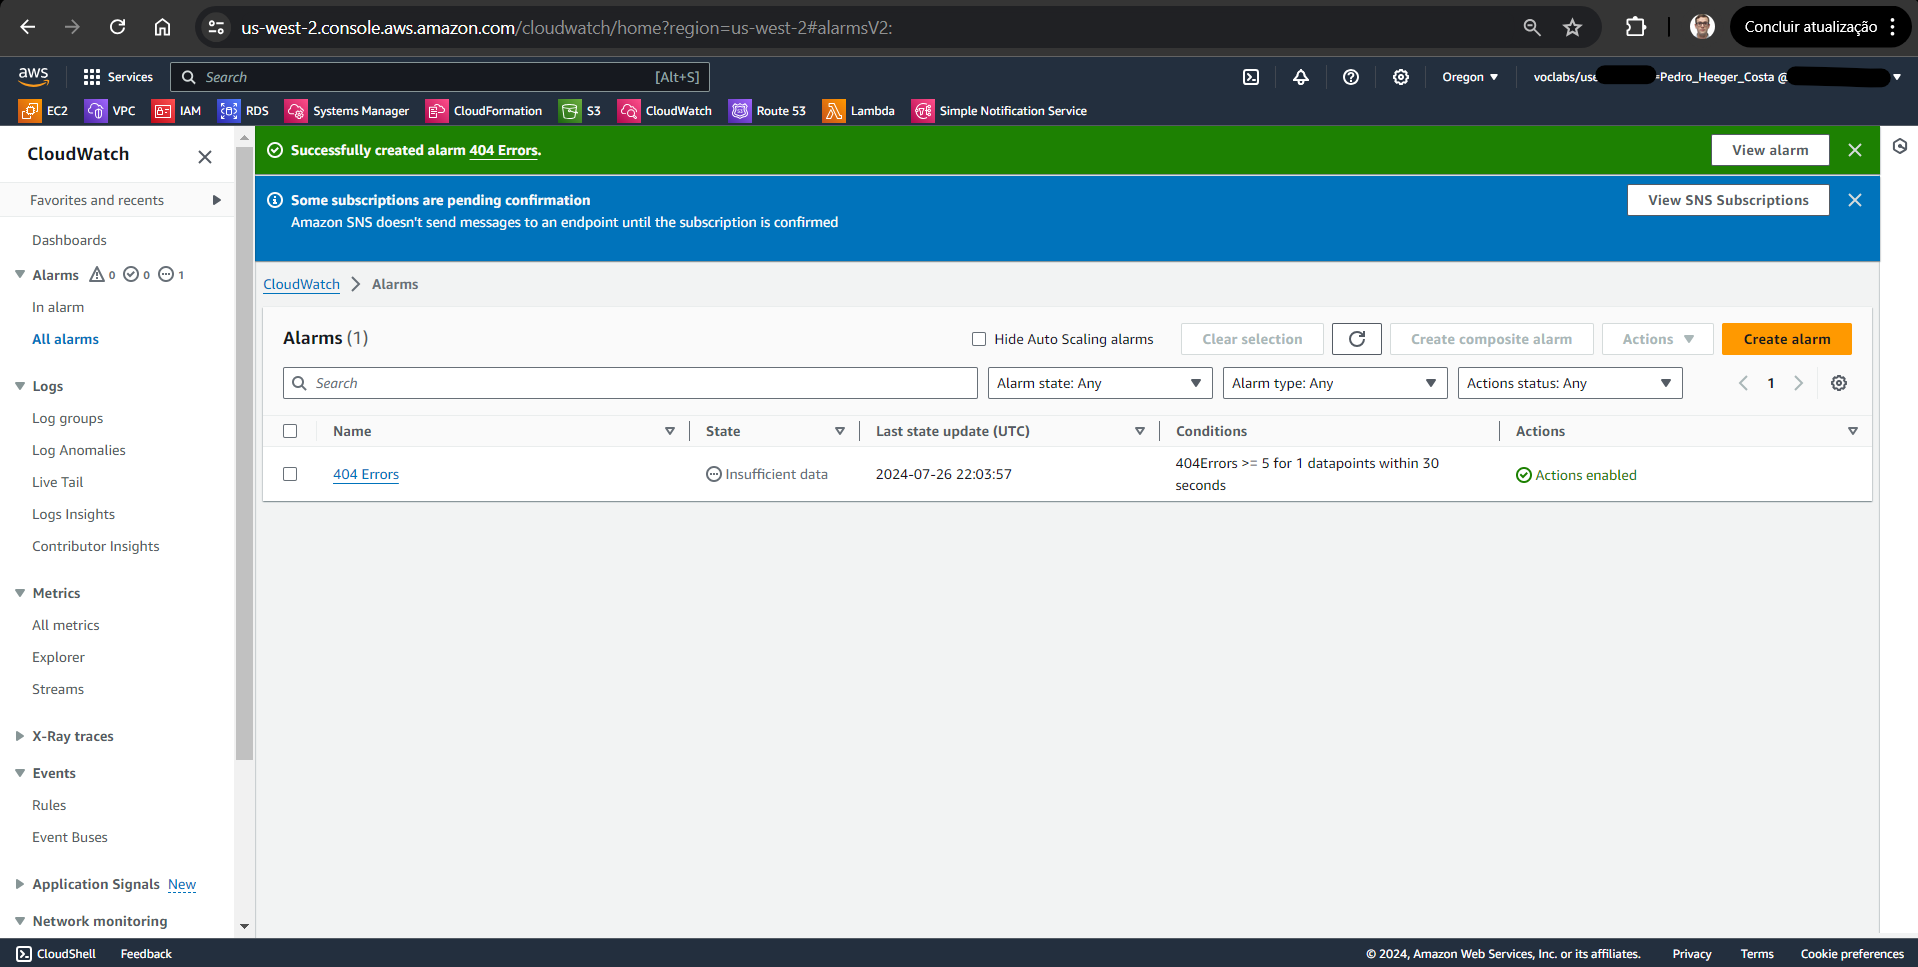 us-west-2.console.aws.amazon.com/cloudwatch/home?region=us-west-2#alarmsV2:
Concluir atualização
aws
Services
Search
[Alt+S]
Oregon
voclabs/use
=Pedro_Heeger_Costa @
EC2
VPC
IAM
RDS
Systems Manager
CloudFormation
S3
CloudWatch
Route 53
Lambda
Simple Notification Service
CloudWatch
Favorites and recents
Dashboards
Alarms 0 0 1
In alarm
All alarms
Logs
Log groups
Log Anomalies
Live Tail
Logs Insights
Contributor Insights
Metrics
All metrics
Explorer
Streams
X-Ray traces
Events
Rules
Event Buses
Application Signals New
Network monitoring
Successfully created alarm 404 Errors.
View alarm
Some subscriptions are pending confirmation
Amazon SNS doesn't send messages to an endpoint until the subscription is confirmed
View SNS Subscriptions
CloudWatch
Alarms
Alarms (1)
Hide Auto Scaling alarms
Clear selection
Create composite alarm
Actions
Create alarm
Search
Alarm state: Any
Alarm type: Any
Actions status: Any
1
Name
State
Last state update (UTC)
Conditions
Actions
404 Errors
Insufficient data
2024-07-26 22:03:57
404Errors >= 5 for 1 datapoints within 30
seconds
Actions enabled
CloudShell
Feedback
© 2024, Amazon Web Services, Inc. or its affiliates.
Privacy
Terms
Cookie preferences